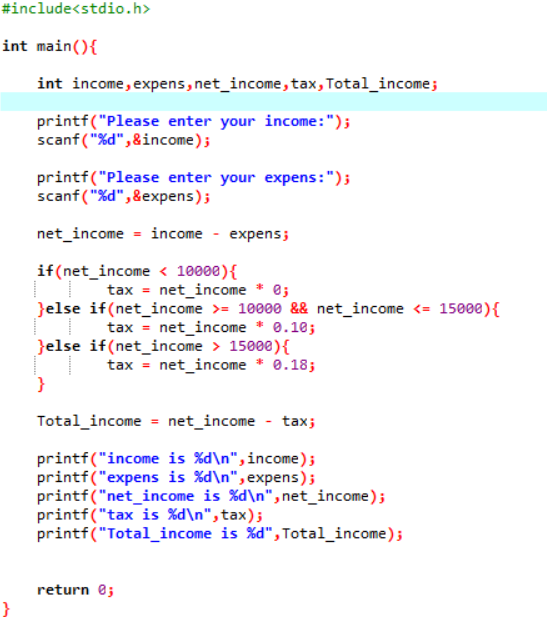 #include<stdio.h>
int main(){
int income,expens,net_income,tax,Total_income;
printf("Please enter your income:");
scanf("%d",&income);
printf("Please enter your expens:");
scanf("%d",&expens);
net_income = income - expens;
if(net_income < 10000){
tax = net_income * 0;
}else if(net_income >= 10000 && net_income <= 15000){
tax = net_income * 0.10;
}else if(net_income > 15000){
tax = net_income * 0.18;
}
Total_income = net_income - tax;
printf("income is %d\n",income);
printf("expens is %d\n",expens);
printf("net_income is %d\n",net_income);
printf("tax is %d\n",tax);
printf("Total_income is %d",Total_income);
return 0;
}